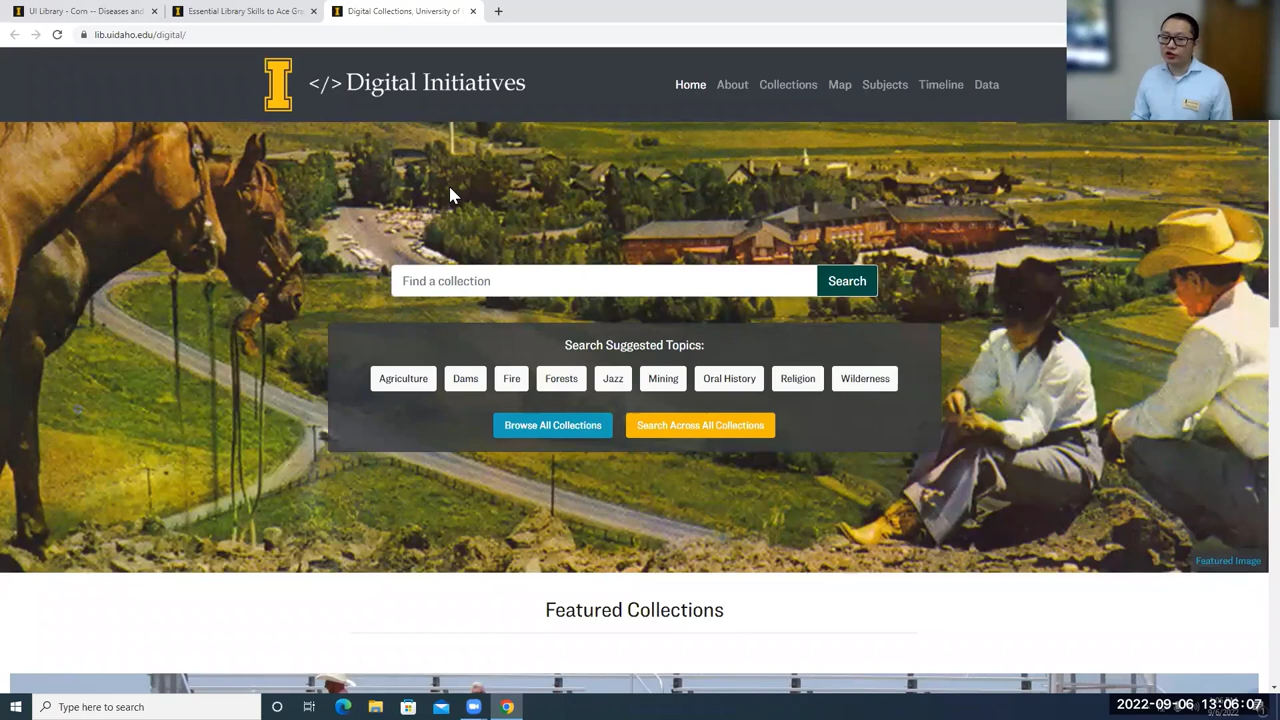 UI Library - Corn -- Diseases and
Essential Library Skills to Ace Gr
Digital Collections, University of
lib.uidaho.edu/digital/
</> Digital Initiatives
Home About Collections Map Subjects Timeline Data
Find a collection
Search
Search Suggested Topics:
Agriculture Dams Fire Forests Jazz Mining Oral History Religion Wilderness
Browse All Collections Search Across All Collections
Featured Image
Featured Collections
Type here to search
2022-09-06 13:06:07